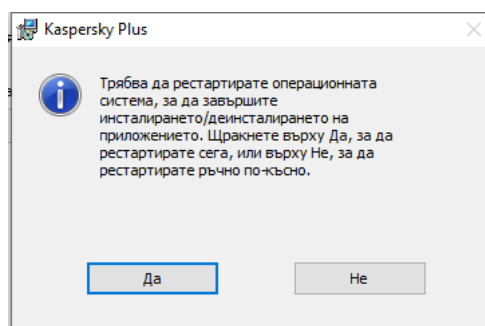 Kaspersky Plus
Трябва да рестартирате операционната
система, за да завършите
инсталирането/деинсталирането на
приложението. Щракнете върху Да, за да
рестартирате сега, или върху Не, за да
рестартирате ръчно по-късно.
Да
Не